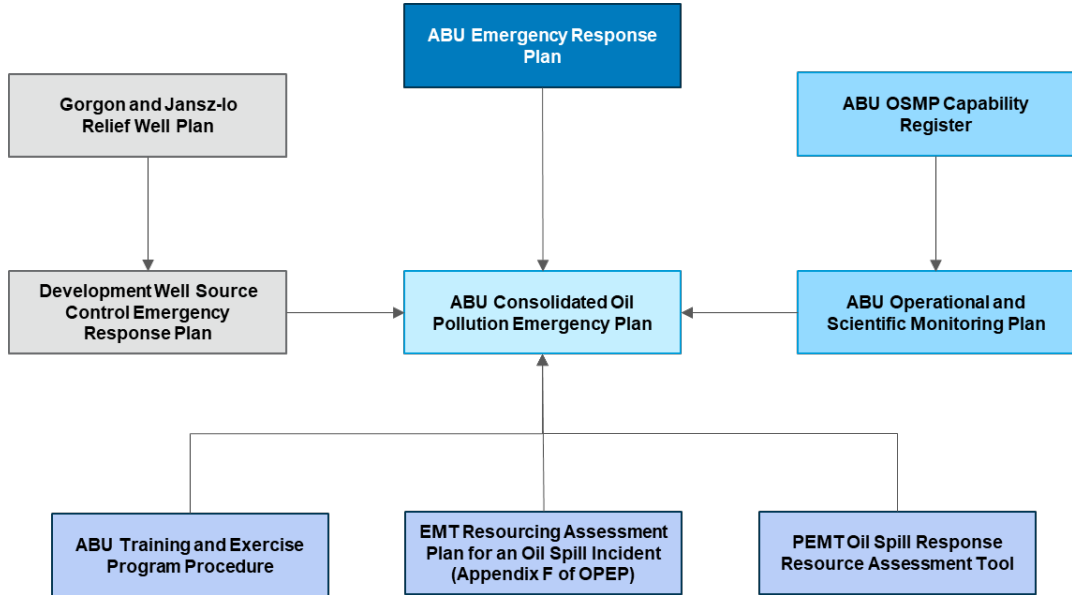 ABU Emergency Response
Plan
Gorgon and Jansz-Io
Relief Well Plan
ABU OSMP Capability
Register
Development Well Source
Control Emergency
Response Plan
ABU Consolidated Oil
Pollution Emergency Plan
ABU Operational and
Scientific Monitoring Plan
ABU Training and Exercise
Program Procedure
EMT Resourcing Assessment
Plan for an Oil Spill Incident
(Appendix F of OPEP)
PEMT Oil Spill Response
Resource Assessment Tool